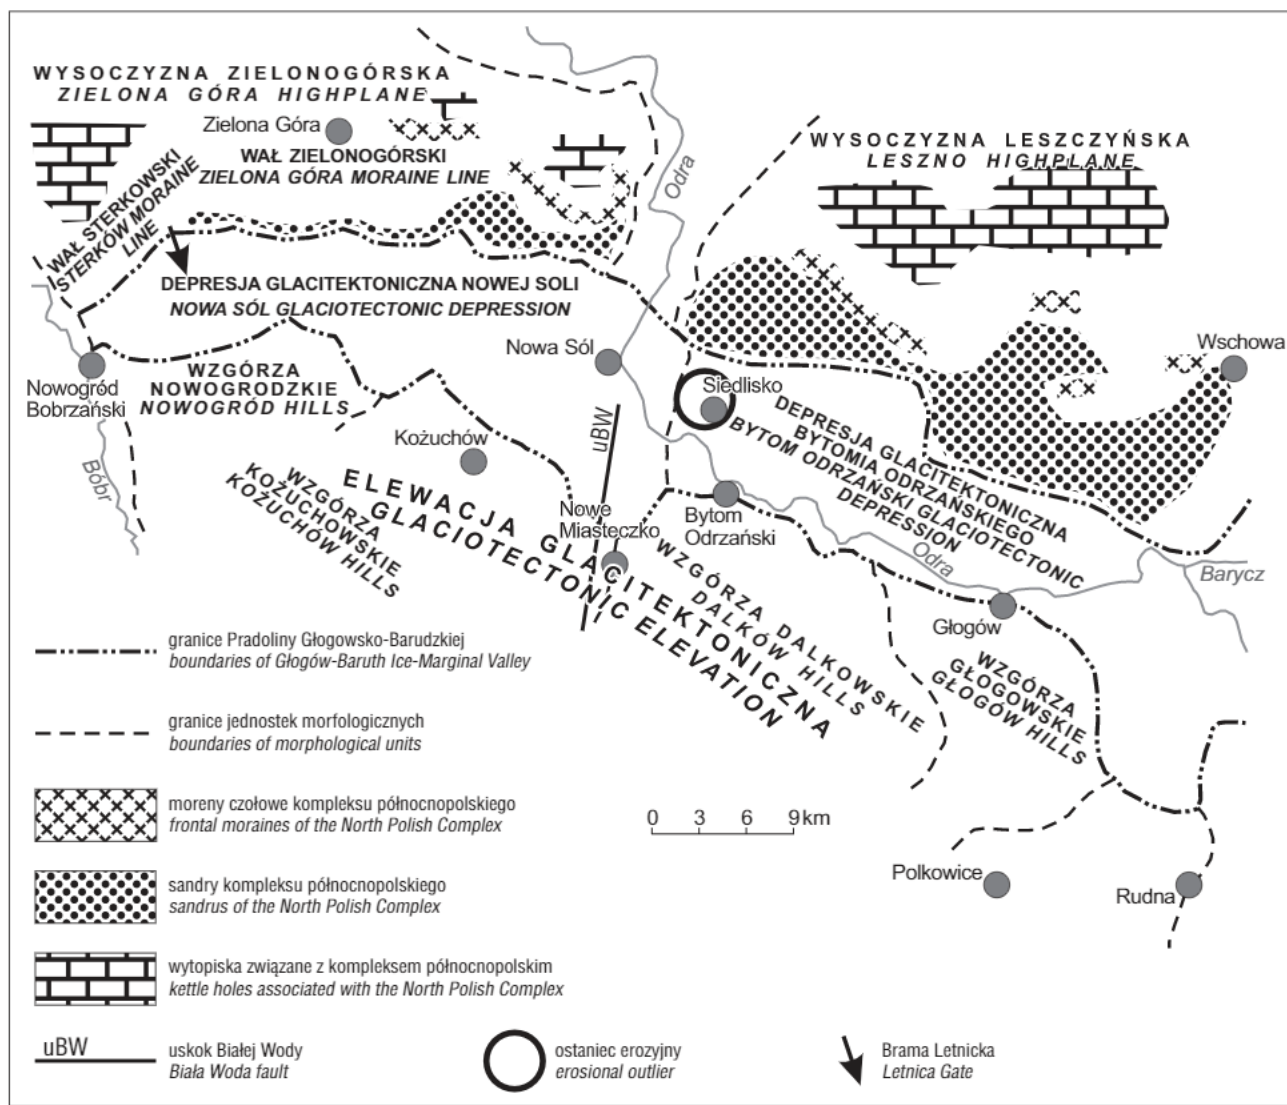 WYSOCZYZNA ZIELONOGÓRSKA
ZIELONA GÓRA HIGHPLANE
Zielona Góra
WAŁ ZIELONOGÓRSKI
ZIELONA GÓRA MORAINE LINE
WAŁ STERKOWSKI
STERKÓW MORAINE
LINE
Odra
WYSOCZYZNA LESZCZYŃSKA
LESZNO HIGHPLANE
DEPRESJA GLACITEKTONICZNA NOWEJ SOLI
NOWA SÓL GLACIOTECTONIC DEPRESSION
Nowa Sól
Wschowa
Nowogród
Bobrzański
WZGÓRZA
NOWOGRODZKIE
NOWOGRÓD HILLS
Siedlisko
DEPRESJA GLACITEKTONICZNA
BYTOMIA ODRZAŃSKIEGO
BYTOM ODRZAŃSKI GLACIOTECTONIC
DEPRESSION
Kożuchów
uBW
Bóbr
WZGÓRZA
KOŻUCHOWSKIE
KOŻUCHÓW HILLS
ELEWACJA GLACITEKTONICZNA
GLACIOTECTONIC ELEVATION
Nowe
Miasteczko
Bytom
Odrzański
WZGÓRZA DALKOWSKIE
DALKÓW HILLS
Odra
Barycz
Głogów
WZGÓRZA
GŁOGOWSKIE
GŁOGÓW HILLS
Polkowice
Rudna
0 3 6 9 km
granice Pradoliny Głogowsko-Barudzkiej
boundaries of Głogów-Baruth Ice-Marginal Valley
granice jednostek morfologicznych
boundaries of morphological units
moreny czołowe kompleksu północnopolskiego
frontal moraines of the North Polish Complex
sandry kompleksu północnopolskiego
sandrus of the North Polish Complex
wytopiska związane z kompleksem północnopolskim
kettle holes associated with the North Polish Complex
uBW
uskok Białej Wody
Biała Woda fault
ostaniec erozyjny
erosional outlier
Brama Letnicka
Letnica Gate